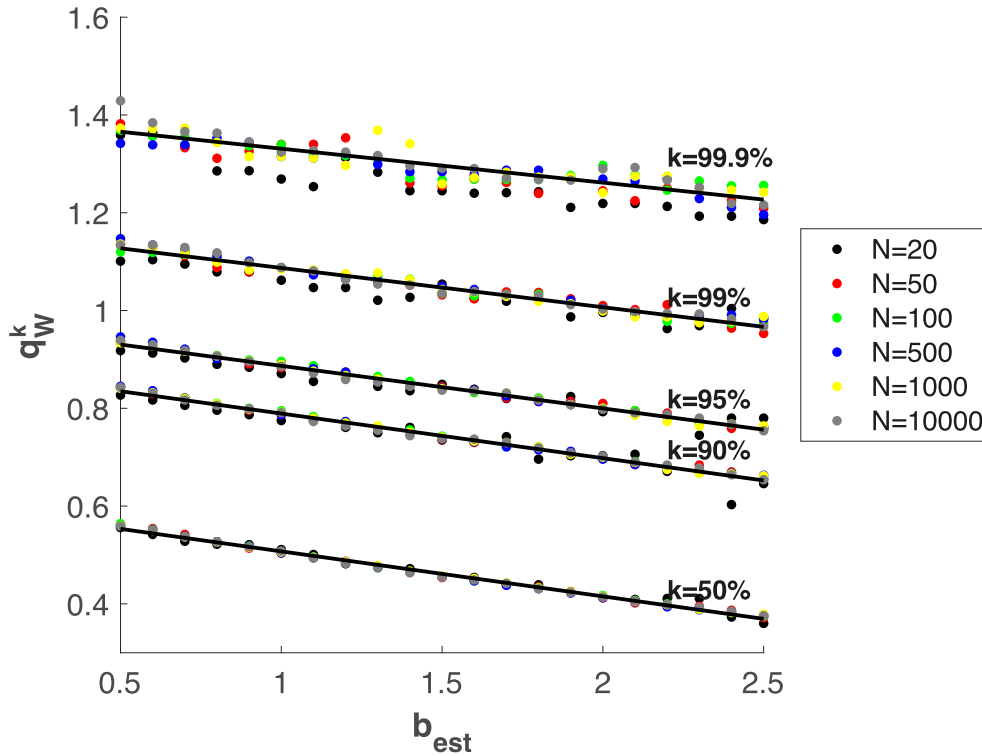 1.6
1.4
1.2
1
0.8
0.6
0.4
q_W^k
k=99.9%
k=99%
k=95%
k=90%
k=50%
0.5 1 1.5 2 2.5
b_est
N=20
N=50
N=100
N=500
N=1000
N=10000